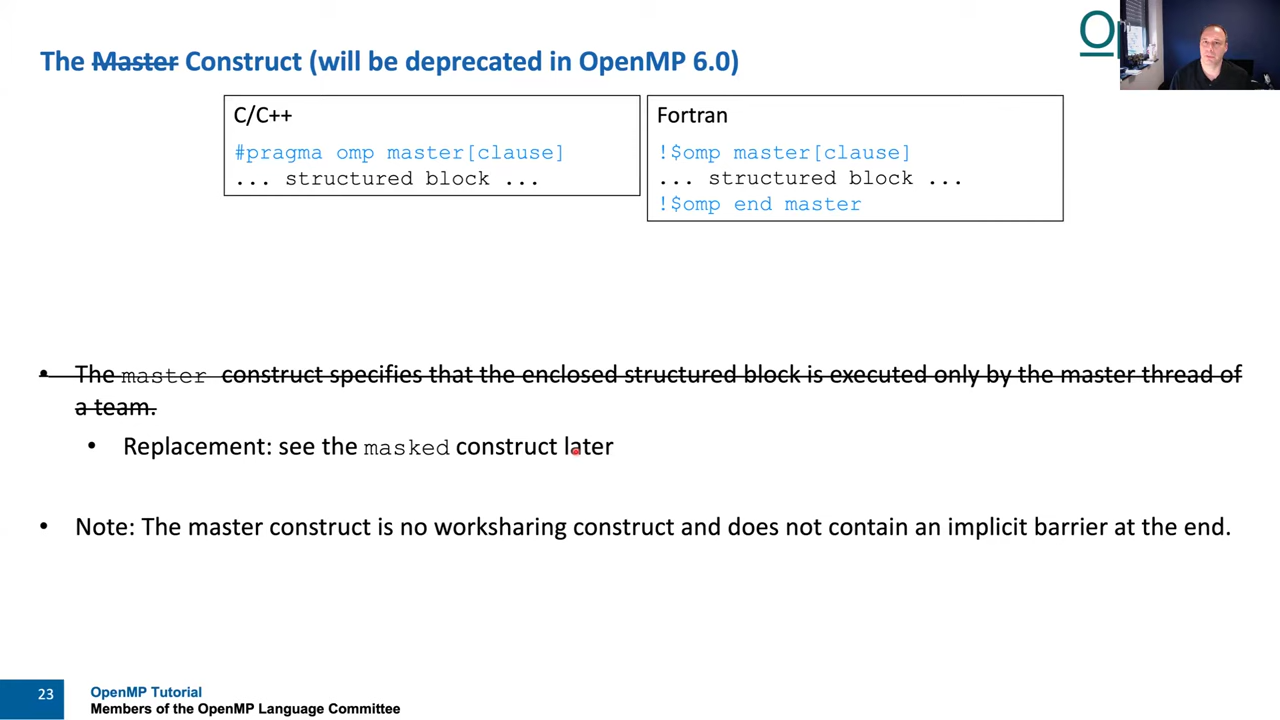 The Master Construct (will be deprecated in OpenMP 6.0)
C/C++
#pragma omp master[clause]
... structured block ...
Fortran
!$omp master[clause]
... structured block ...
!$omp end master
• The master construct specifies that the enclosed structured block is executed only by the master thread of
a team.
• Replacement: see the masked construct later
• Note: The master construct is no worksharing construct and does not contain an implicit barrier at the end.
23
OpenMP Tutorial
Members of the OpenMP Language Committee